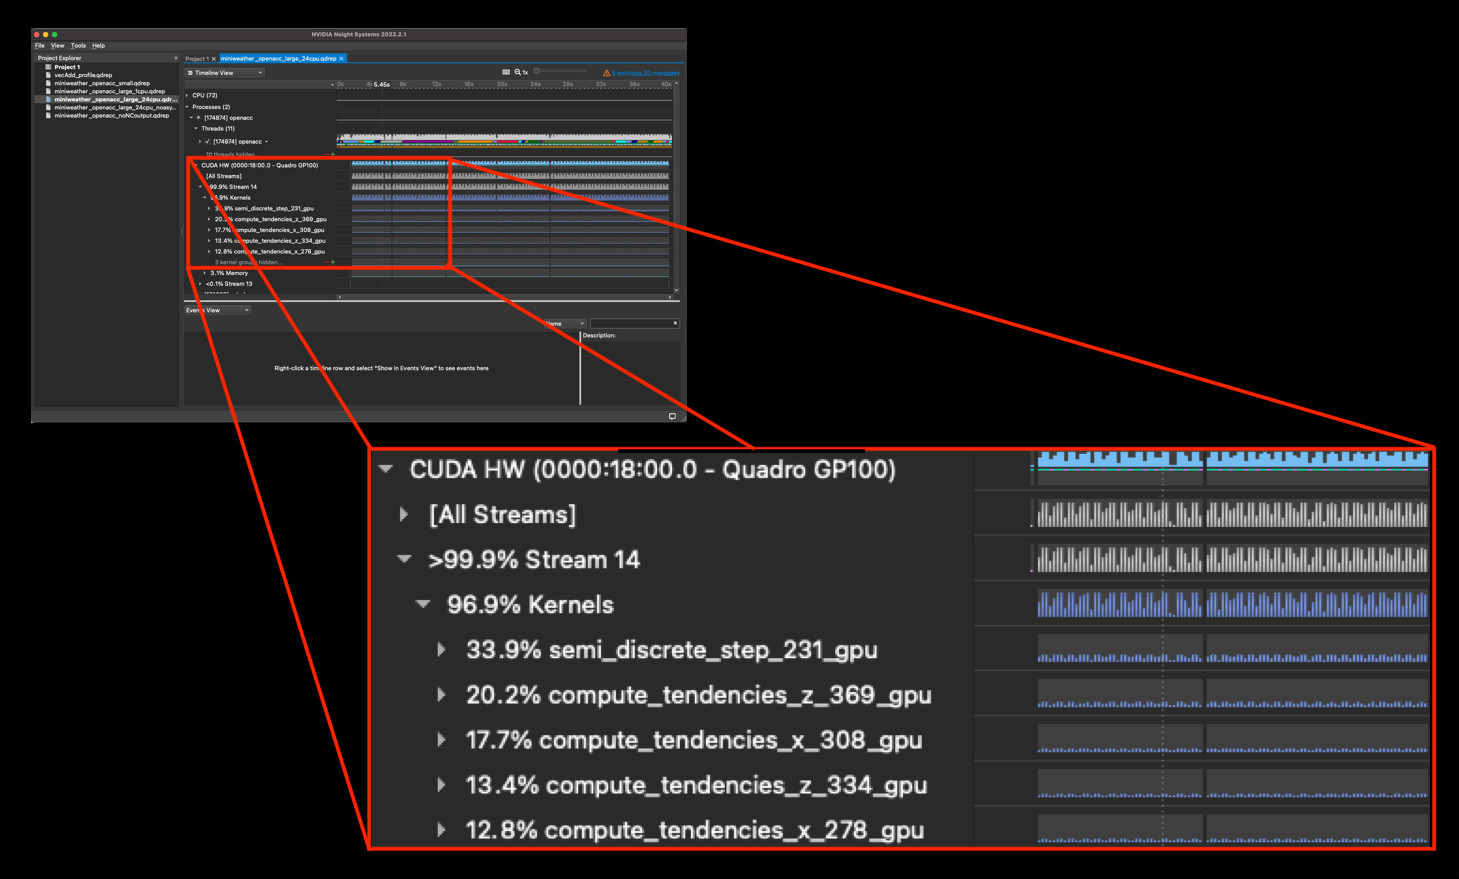 NVIDIA Nsight Systems 2022.2.1
File View Tools Help
Project Explorer
Project 1
vecAdd_profile.qdrep
miniweather_openacc_small.qdrep
miniweather_openacc_large_1cpu.qdrep
miniweather_openacc_large_24cpu.qdr...
miniweather_openacc_large_24cpu_noasy...
miniweather_openacc_noNCoutput.qdrep
Project 1 miniweather_openacc_large_24cpu.qdrep
Timeline View
1x
8 warnings, 20 messages
0s 4s 5.45s 8s 12s 16s 20s 24s 28s 32s 36s 40s
CPU (72)
Processes (2)
[174874] openacc
Threads (11)
[174874] openacc
10 threads hidden...
CUDA HW (0000:18:00.0 - Quadro GP100)
[All Streams]
>99.9% Stream 14
96.9% Kernels
33.9% semi_discrete_step_231_gpu
20.2% compute_tendencies_z_369_gpu
17.7% compute_tendencies_x_308_gpu
13.4% compute_tendencies_z_334_gpu
12.8% compute_tendencies_x_278_gpu
3 kernel groups hidden...
3.1% Memory
<0.1% Stream 13
Events View
Name
Description:
Right-click a timeline row and select "Show in Events View" to see events here
CUDA HW (0000:18:00.0 - Quadro GP100)
[All Streams]
>99.9% Stream 14
96.9% Kernels
33.9% semi_discrete_step_231_gpu
20.2% compute_tendencies_z_369_gpu
17.7% compute_tendencies_x_308_gpu
13.4% compute_tendencies_z_334_gpu
12.8% compute_tendencies_x_278_gpu